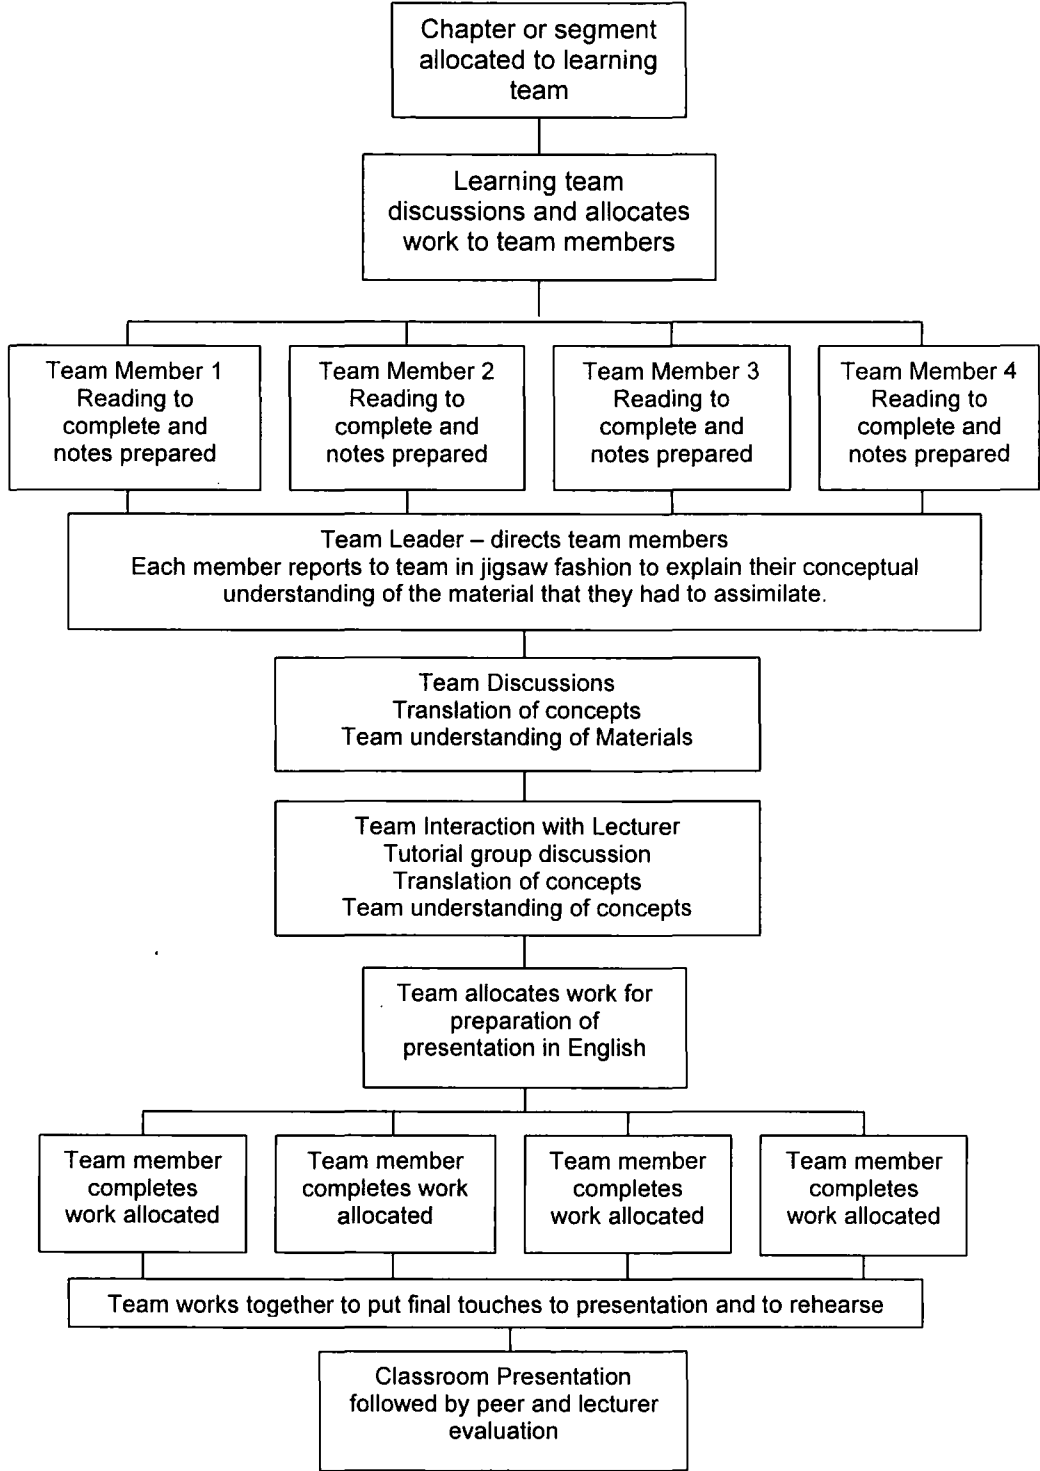 Chapter or segment
allocated to learning
team
Learning team
discussions and allocates
work to team members
Team Member 1
Reading to
complete and
notes prepared
Team Member 2
Reading to
complete and
notes prepared
Team Member 3
Reading to
complete and
notes prepared
Team Member 4
Reading to
complete and
notes prepared
Team Leader – directs team members
Each member reports to team in jigsaw fashion to explain their conceptual
understanding of the material that they had to assimilate.
Team Discussions
Translation of concepts
Team understanding of Materials
Team Interaction with Lecturer
Tutorial group discussion
Translation of concepts
Team understanding of concepts
Team allocates work for
preparation of
presentation in English
Team member
completes
work allocated
Team member
completes work
allocated
Team member
completes
work allocated
Team member
completes
work allocated
Team works together to put final touches to presentation and to rehearse
Classroom Presentation
followed by peer and lecturer
evaluation